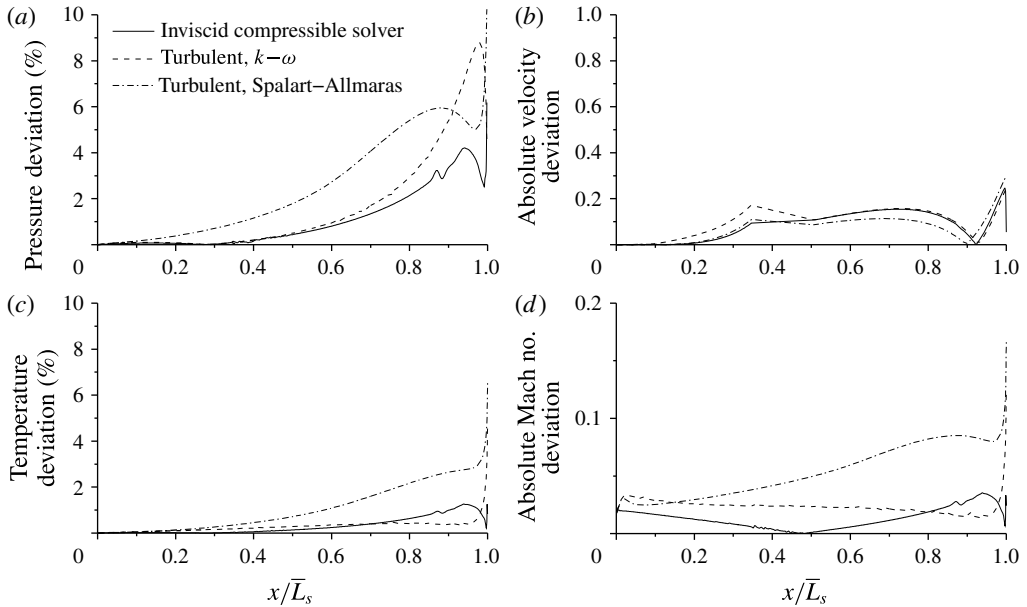 (a)
10
8
6
4
2
0
0.2
0.4
0.6
0.8
1.0
Pressure deviation (%)
Inviscid compressible solver
Turbulent, k−ω
Turbulent, Spalart−Allmaras
(b)
1.0
0.8
0.6
0.4
0.2
0
0.2
0.4
0.6
0.8
1.0
Absolute velocity
deviation
(c)
10
8
6
4
2
0
0.2
0.4
0.6
0.8
1.0
Temperature
deviation (%)
x/L̅s
(d)
0.2
0.1
0
0.2
0.4
0.6
0.8
1.0
Absolute Mach no.
deviation
x/L̅s